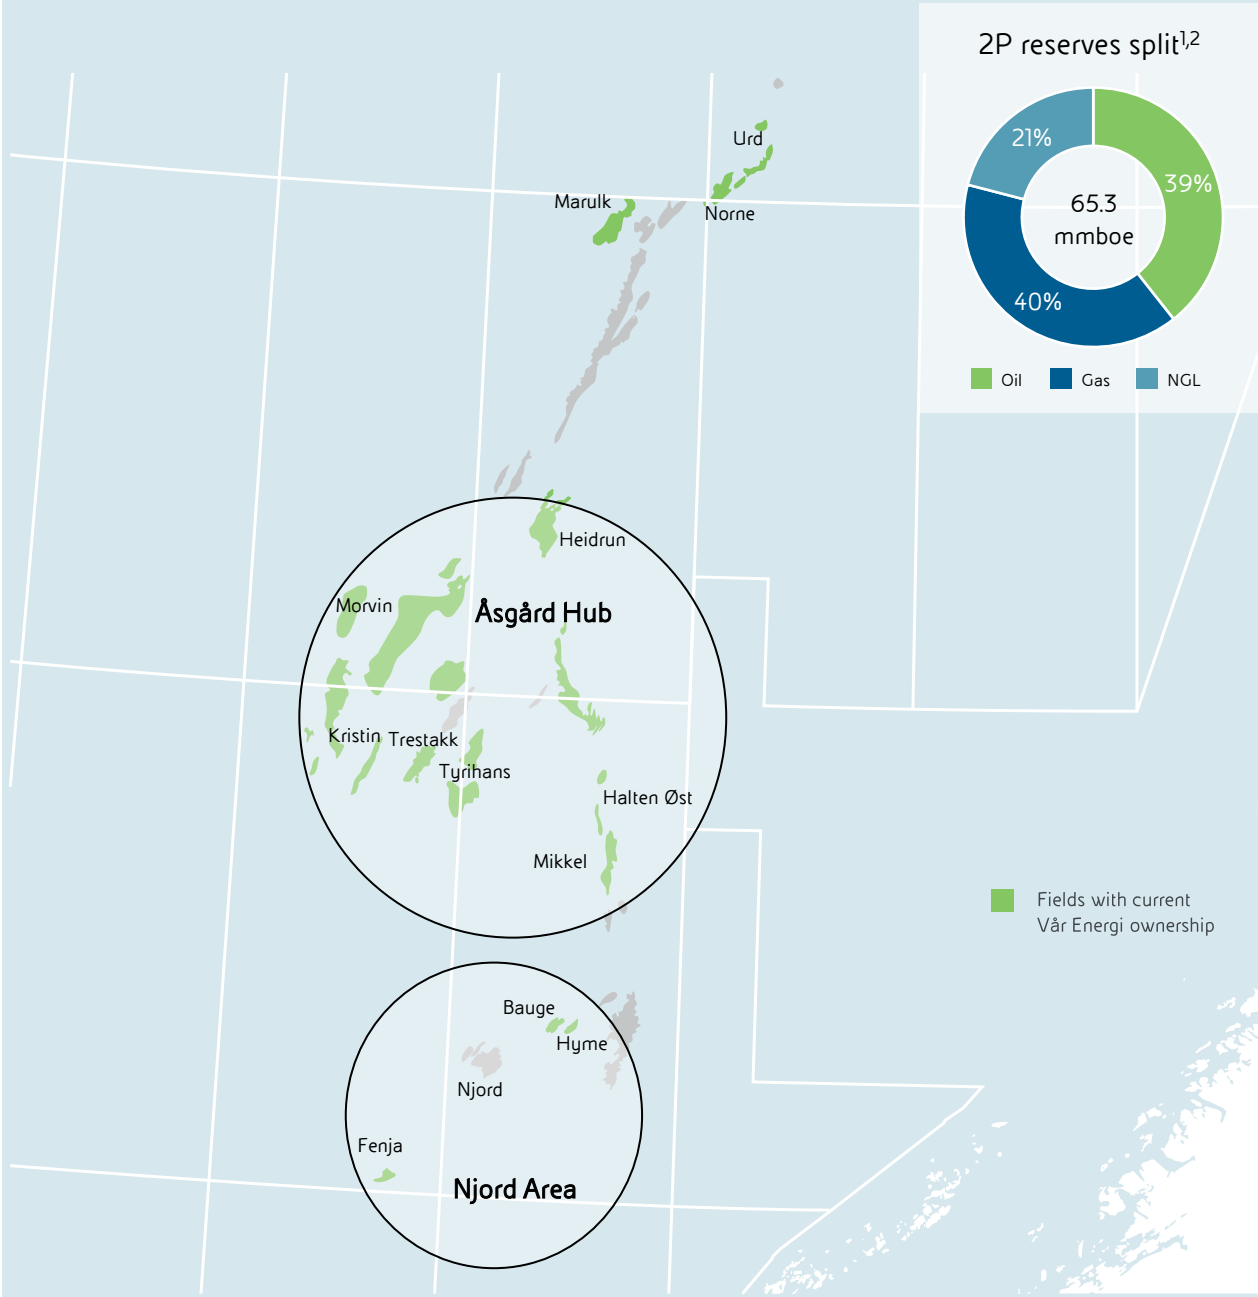 2P reserves split1,2
21%
39%
65.3
mmboe
40%
Oil
Gas
NGL
Urd
Marulk
Norne
Heidrun
Morvin
Åsgård Hub
Kristin
Trestakk
Tyrihans
Halten Øst
Mikkel
Fields with current
Vår Energi ownership
Bauge
Hyme
Njord
Fenja
Njord Area